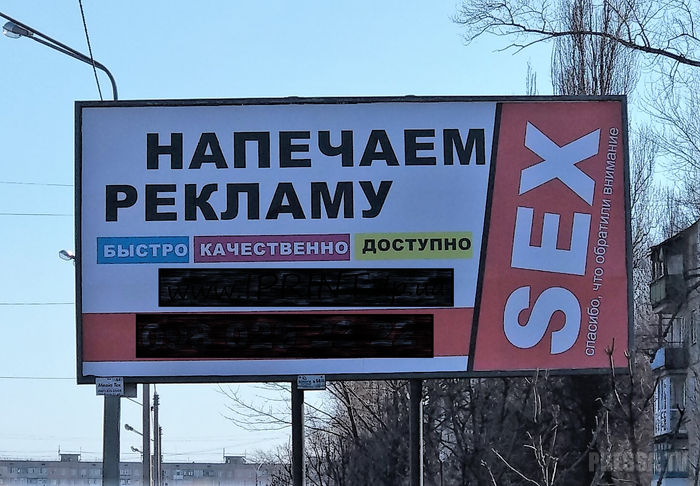 НАПЕЧАЕМ
РЕКЛАМУ
БЫСТРО КАЧЕСТВЕННО ДОСТУПНО
SEX
спасибо, что обратили внимание